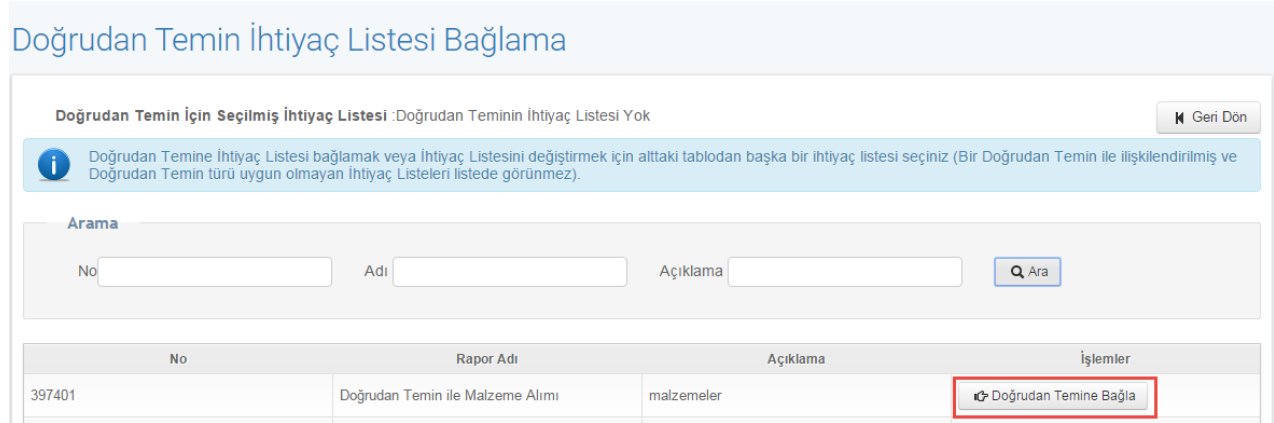 Doğrudan Temin İhtiyaç Listesi Bağlama
Doğrudan Temin İçin Seçilmiş İhtiyaç Listesi :Doğrudan Teminin İhtiyaç Listesi Yok
Geri Dön
Doğrudan Temine İhtiyaç Listesi bağlamak veya İhtiyaç Listesini değiştirmek için alttaki tablodan başka bir ihtiyaç listesi seçiniz (Bir Doğrudan Temin ile ilişkilendirilmiş ve
Doğrudan Temin türü uygun olmayan İhtiyaç Listeleri listede görünmez).
Arama
No Adı Açıklama Ara
No Rapor Adı Açıklama İşlemler
397401 Doğrudan Temin ile Malzeme Alımı malzemeler Doğrudan Temine Bağla